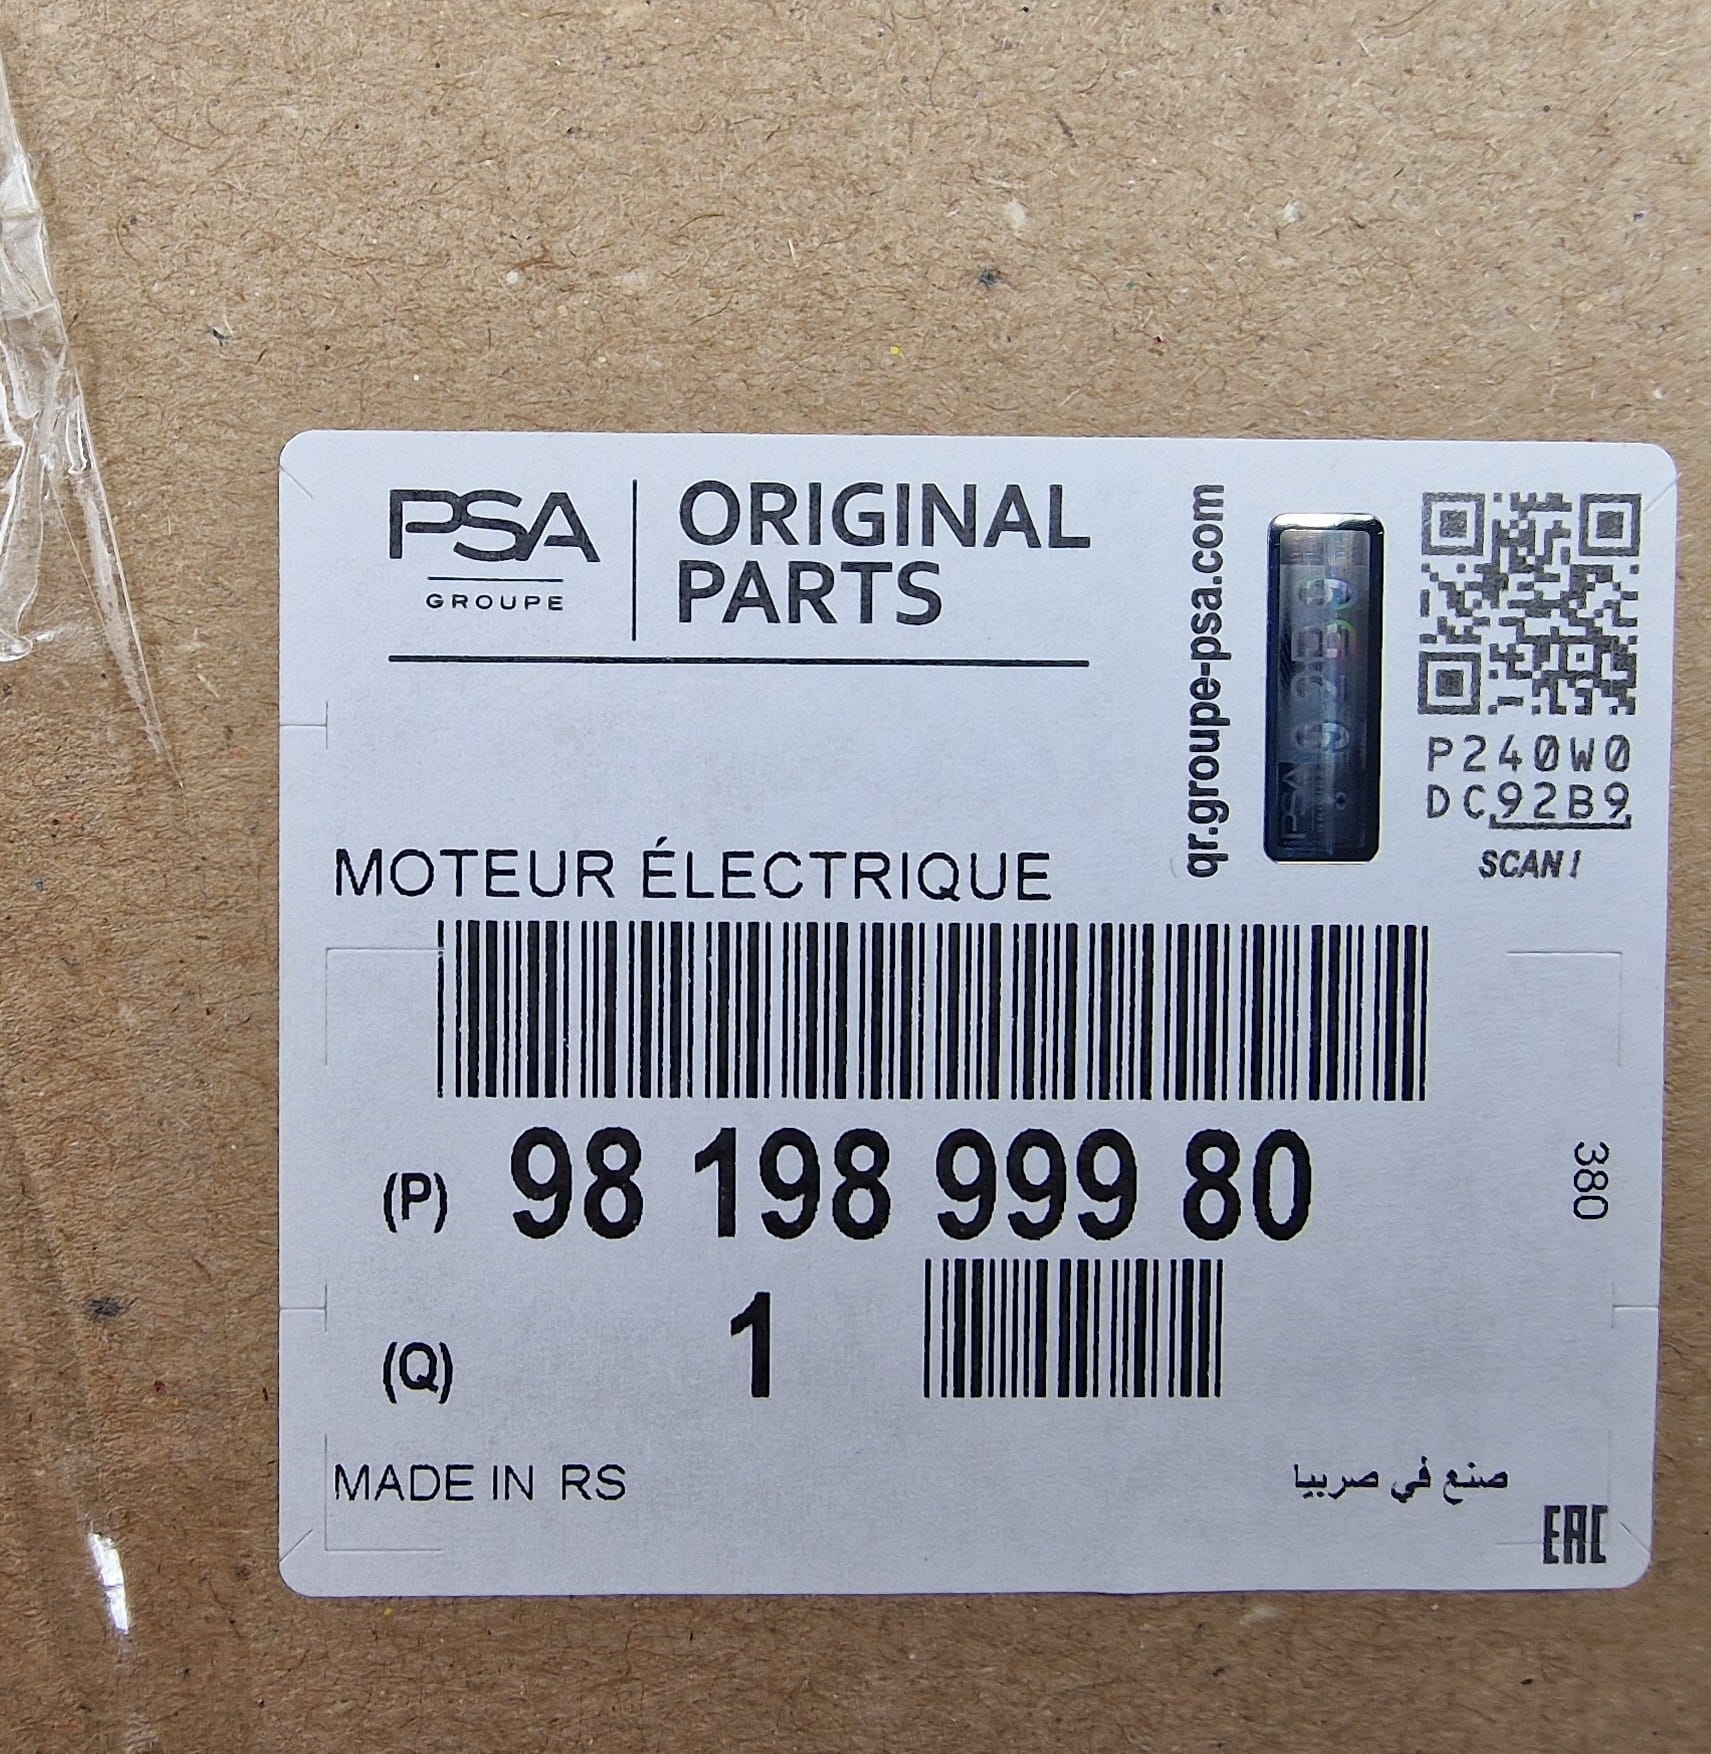 PSA
GROUPE
ORIGINAL
PARTS
qr.groupe-psa.com
P240W0
DC92B9
SCAN!
MOTEUR ÉLECTRIQUE
(P) 98 198 999 80
380
(Q) 1
MADE IN RS
صنع في صربيا
EAC